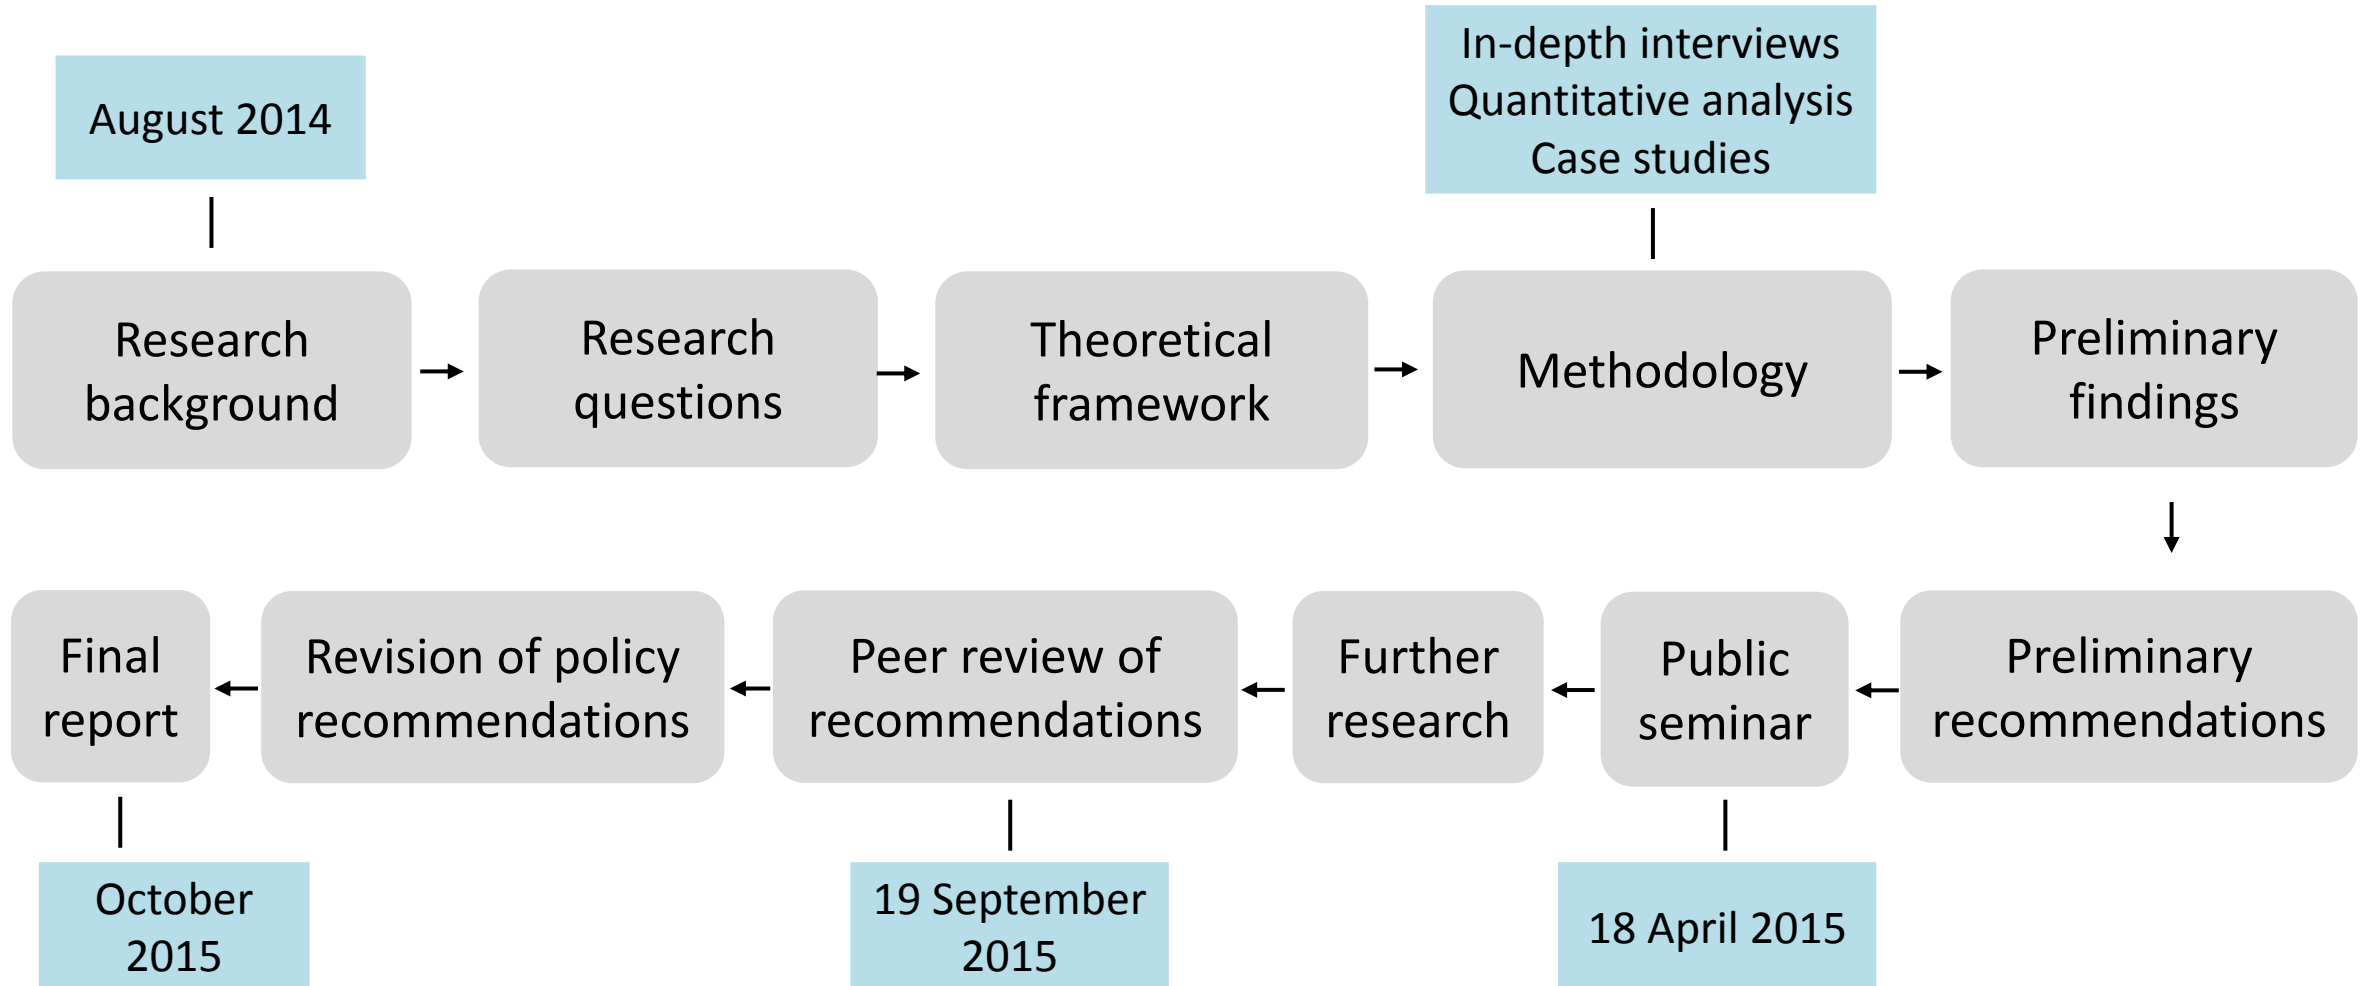 August 2014
In-depth interviews
Quantitative analysis
Case studies
Research
background
Research
questions
Theoretical
framework
Methodology
Preliminary
findings
Final
report
Revision of policy
recommendations
Peer review of
recommendations
Further
research
Public
seminar
Preliminary
recommendations
October
2015
19 September
2015
18 April 2015